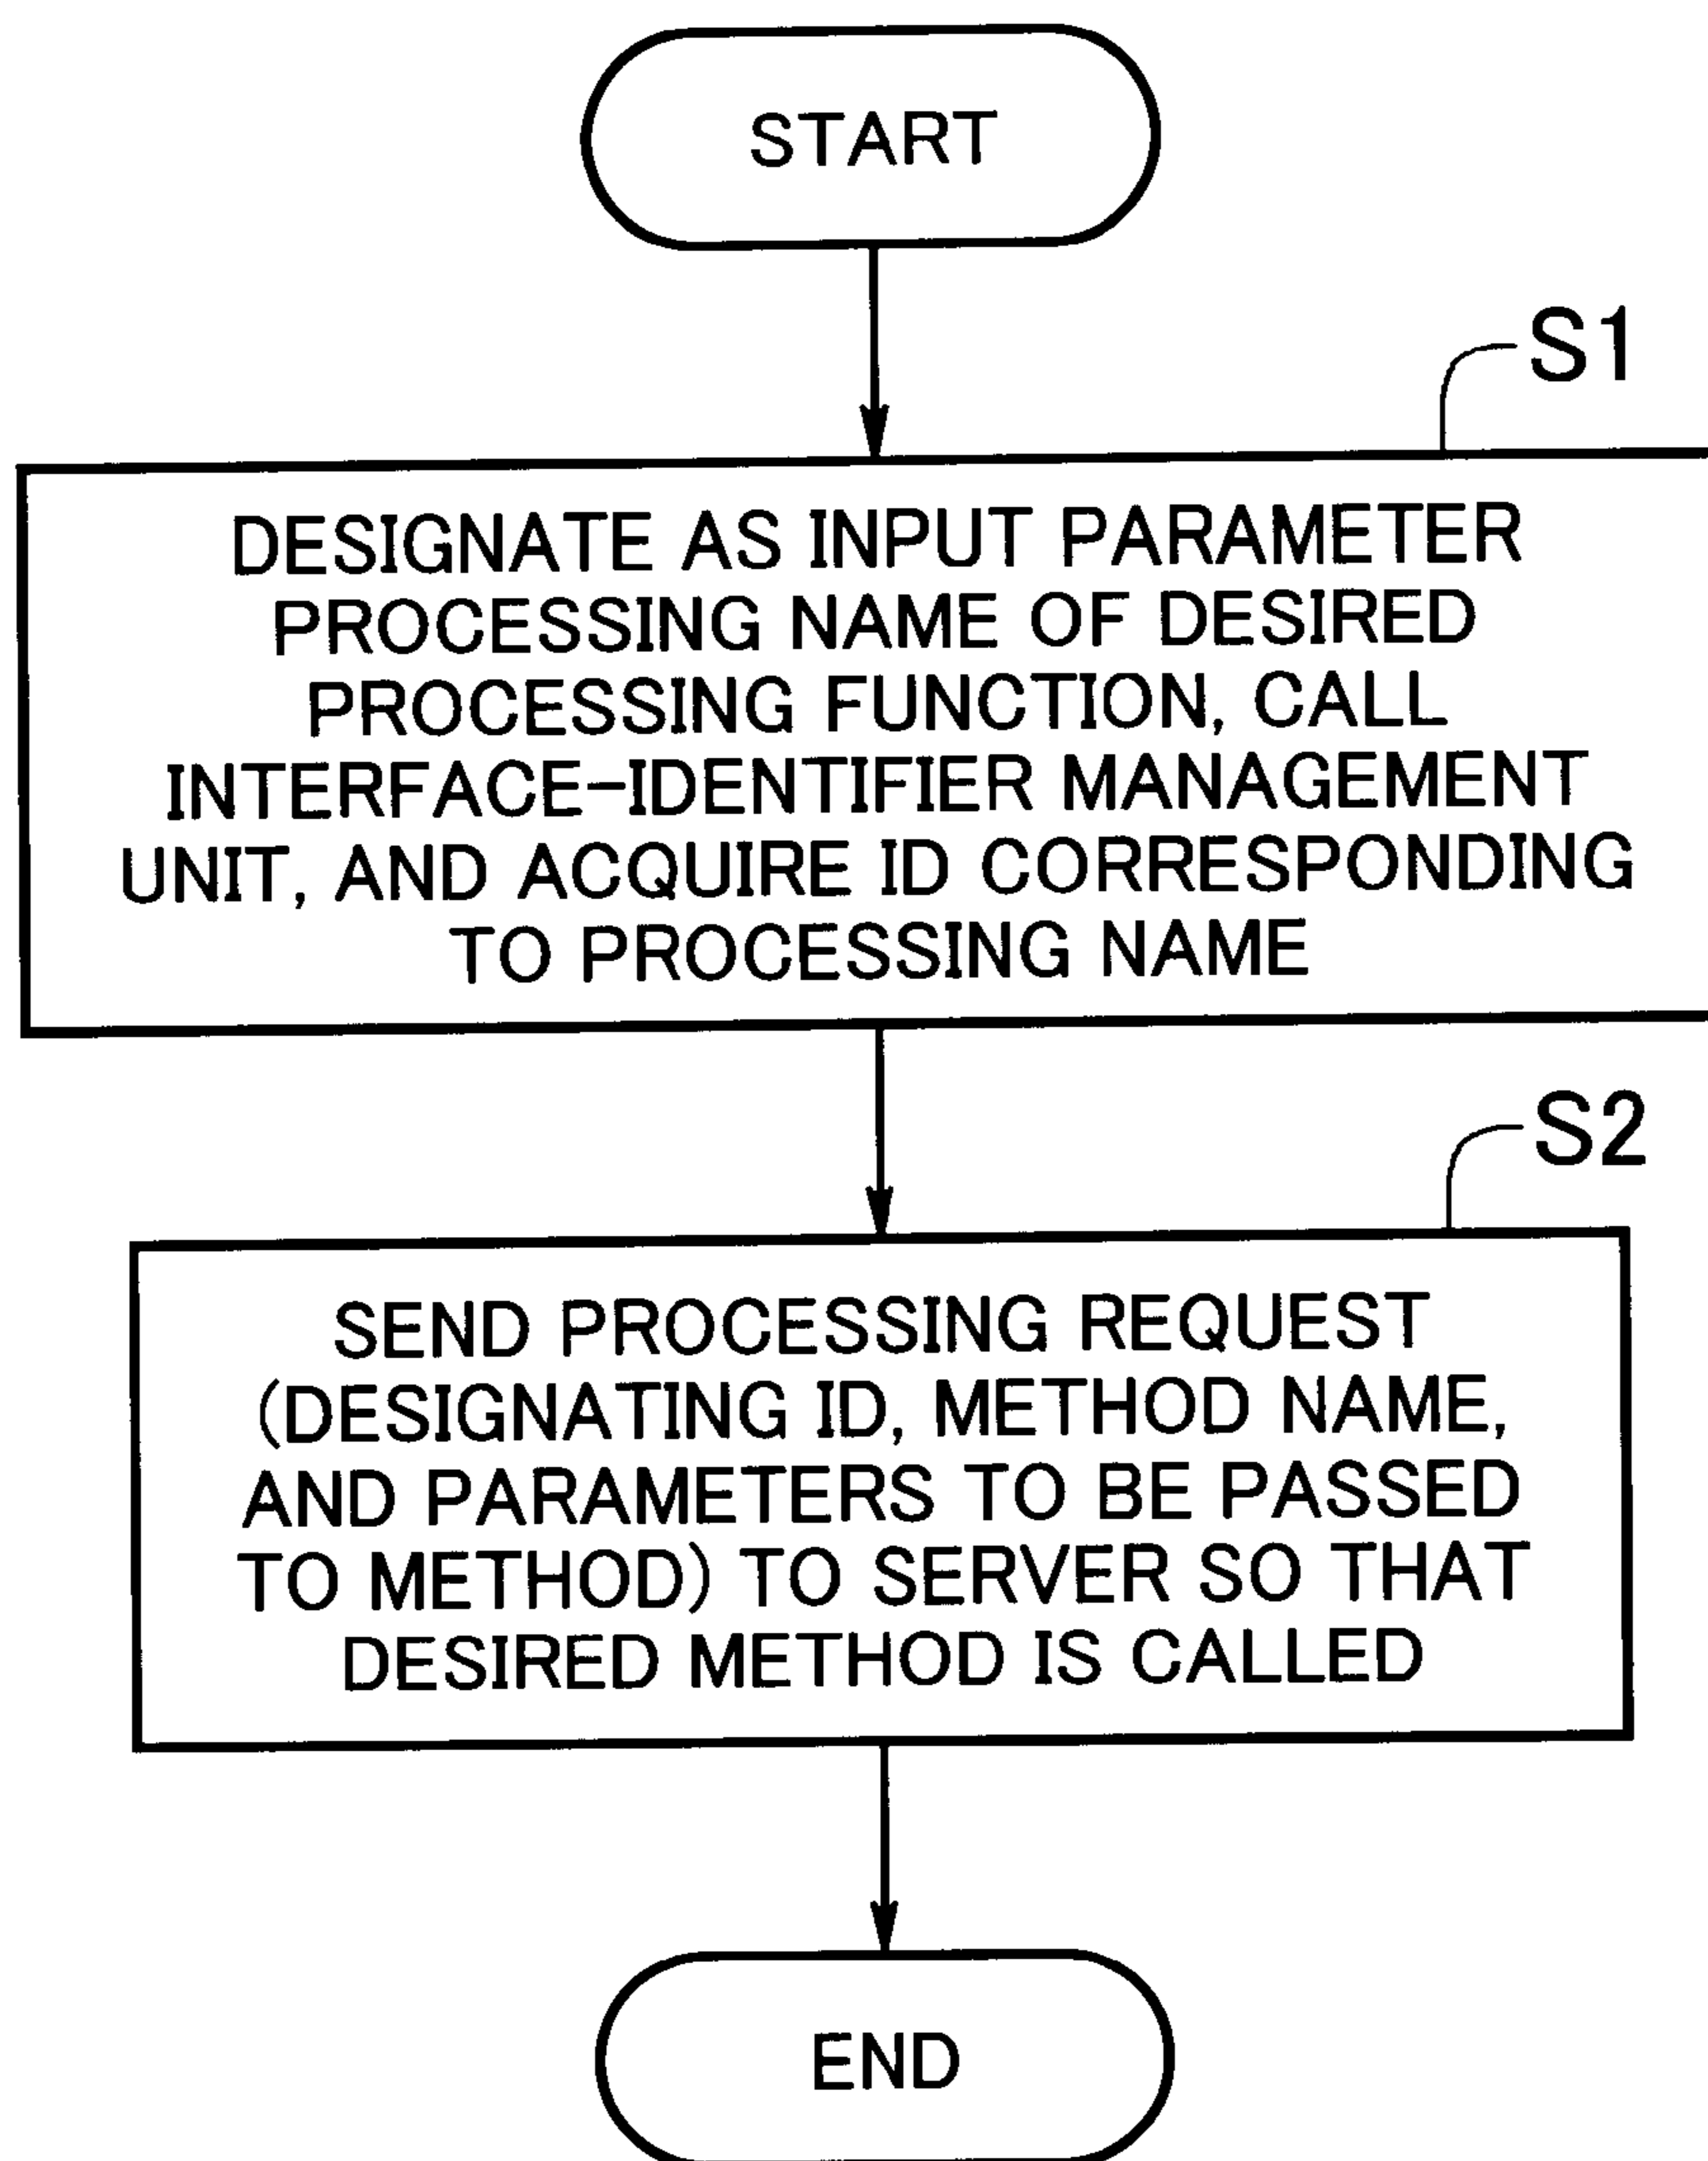 START
S1
DESIGNATE AS INPUT PARAMETER
PROCESSING NAME OF DESIRED
PROCESSING FUNCTION, CALL
INTERFACE-IDENTIFIER MANAGEMENT
UNIT, AND ACQUIRE ID CORRESPONDING
TO PROCESSING NAME
S2
SEND PROCESSING REQUEST
(DESIGNATING ID, METHOD NAME,
AND PARAMETERS TO BE PASSED
TO METHOD) TO SERVER SO THAT
DESIRED METHOD IS CALLED
END